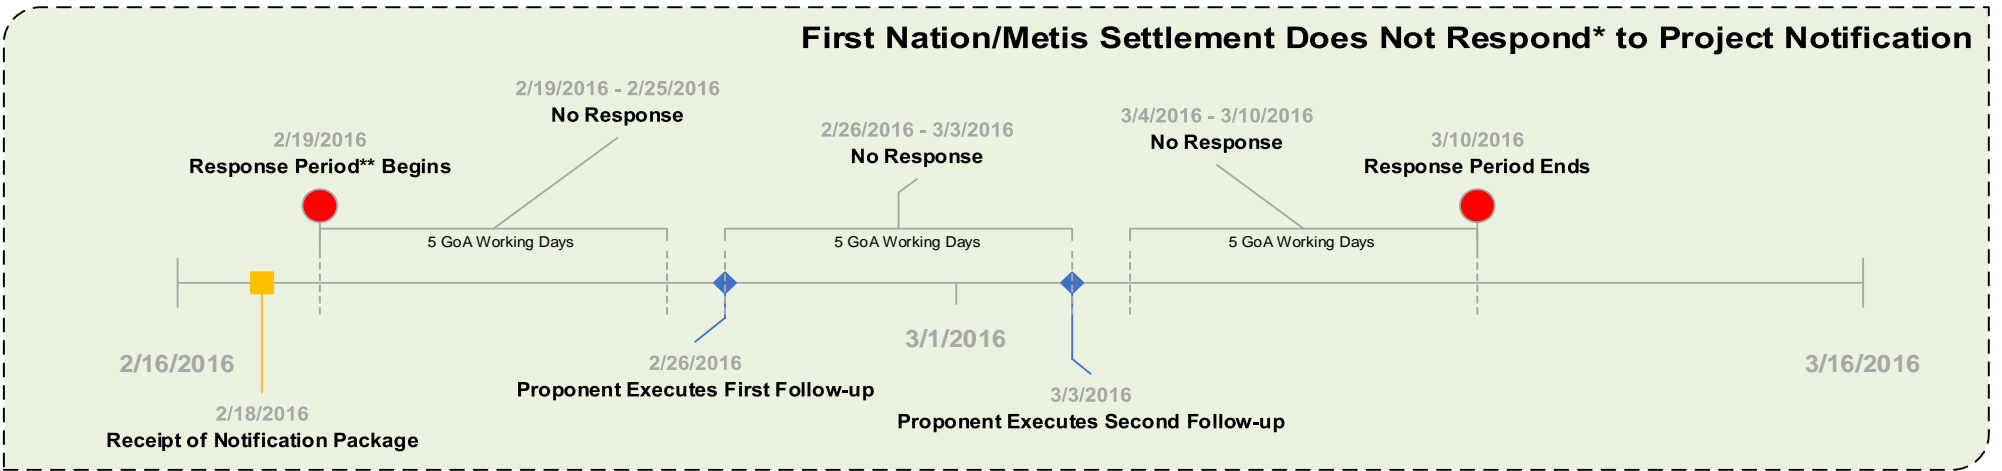 First Nation/Metis Settlement Does Not Respond* to Project Notification
2/19/2016 - 2/25/2016
No Response
2/19/2016
Response Period** Begins
2/26/2016 - 3/3/2016
No Response
3/4/2016 - 3/10/2016
No Response
3/10/2016
Response Period Ends
5 GoA Working Days
5 GoA Working Days
5 GoA Working Days
2/16/2016
3/1/2016
3/16/2016
2/18/2016
Receipt of Notification Package
2/26/2016
Proponent Executes First Follow-up
3/3/2016
Proponent Executes Second Follow-up